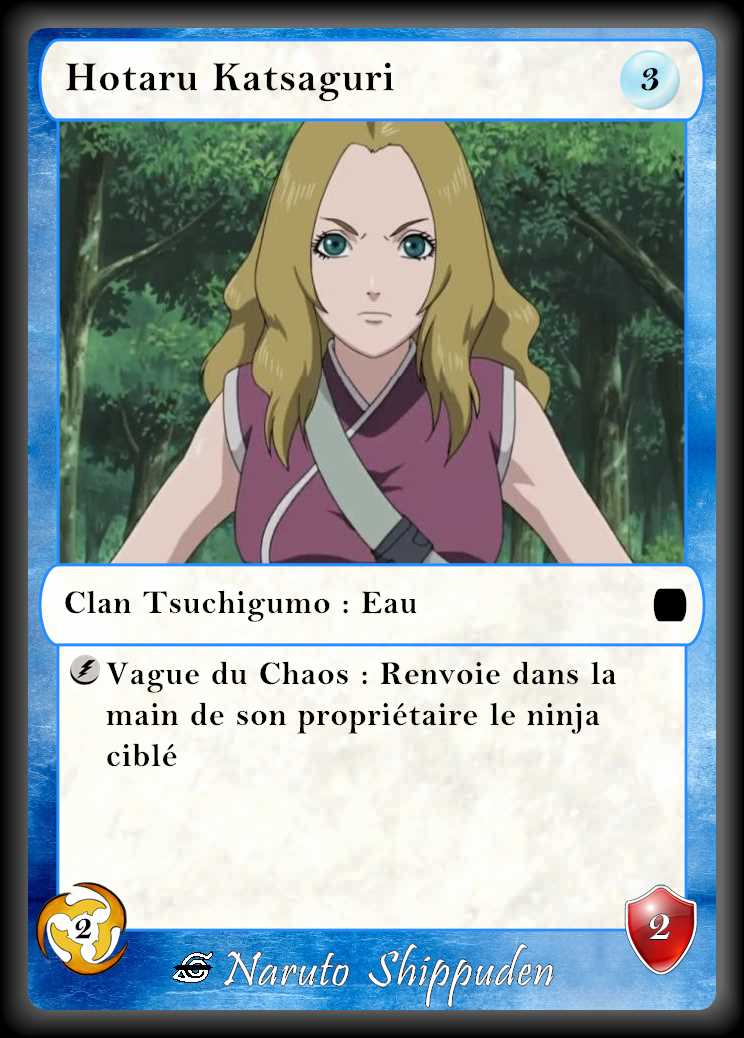 Hotaru Katsaguri
3
Clan Tsuchigumo : Eau
Vague du Chaos : Renvoie dans la
main de son propriétaire le ninja
ciblé
2
2
Naruto Shippuden